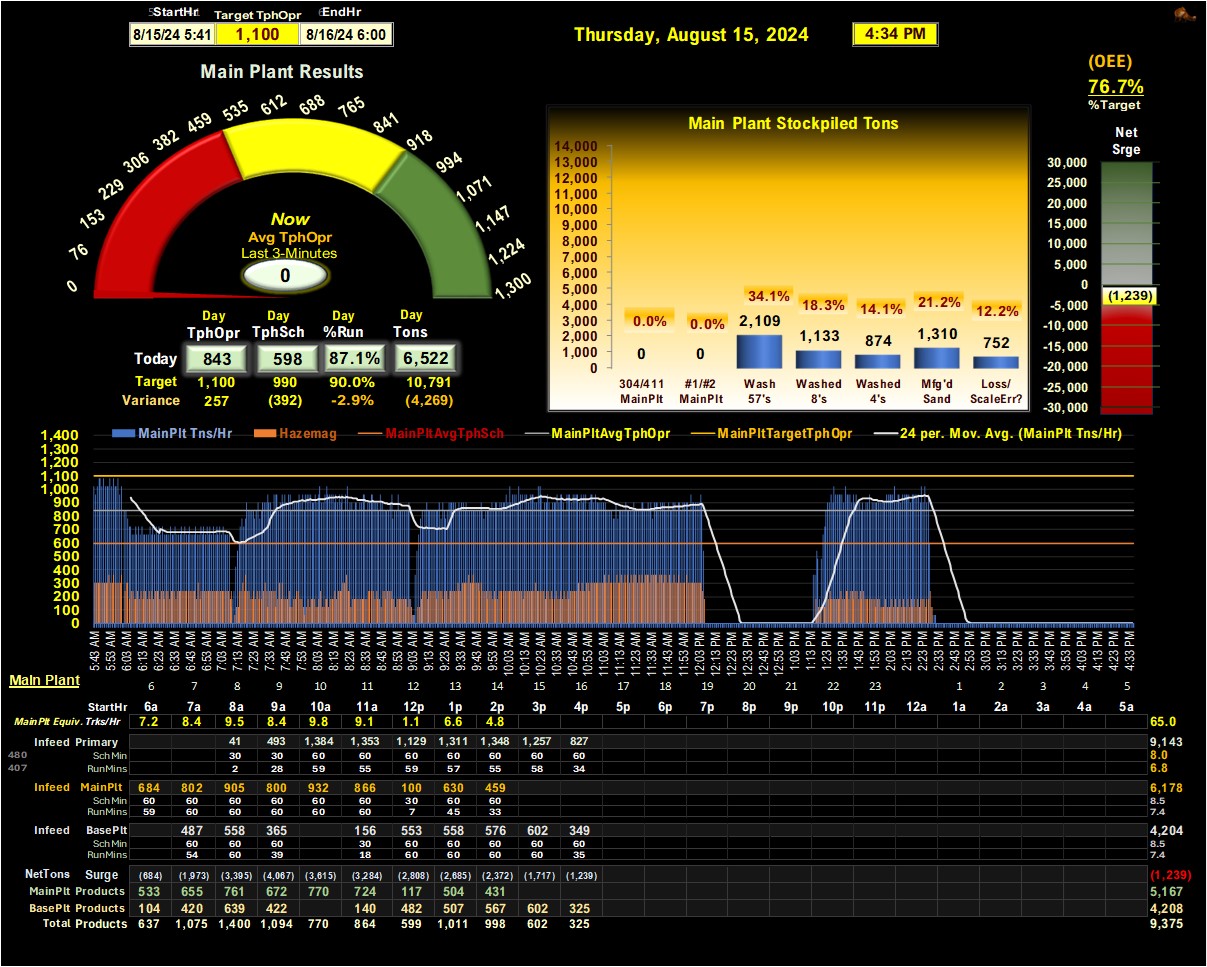 StartHr Target TphOpr EndHr
8/15/24 5:41 1,100 8/16/24 6:00
Thursday, August 15, 2024 4:34 PM
(OEE)
76.7%
%Target
Main Plant Results
0 76 153 229 306 382 459 535 612 688 765 841 918 994 1,071 1,147 1,224 1,300
Now
Avg TphOpr
Last 3-Minutes
0
Day Day Day Day
TphOpr TphSch %Run Tons
Today 843 598 87.1% 6,522
Target 1,100 990 90.0% 10,791
Variance 257 (392) -2.9% (4,269)
Main Plant Stockpiled Tons
14,000
13,000
12,000
11,000
10,000
9,000
8,000
7,000
6,000
5,000
4,000
3,000
2,000
1,000
0
0.0% 0.0% 34.1% 18.3% 14.1% 21.2% 12.2%
0 0 2,109 1,133 874 1,310 752
304/411 #1/#2 Wash Washed Washed Mfg'd Loss/
MainPlt MainPlt 57's 8's 4's Sand ScaleErr?
Net
Srge
30,000
25,000
20,000
15,000
10,000
5,000
0
(1,239)
-5,000
-10,000
-15,000
-20,000
-25,000
-30,000
MainPlt Tns/Hr Hazemag MainPltAvgTphSch MainPltAvgTphOpr MainPltTargetTphOpr 24 per. Mov. Avg. (MainPlt Tns/Hr)
1,400
1,300
1,200
1,100
1,000
900
800
700
600
500
400
300
200
100
0
5:43 AM 5:53 AM 6:03 AM 6:13 AM 6:23 AM 6:33 AM 6:43 AM 6:53 AM 7:03 AM 7:13 AM 7:23 AM 7:33 AM 7:43 AM 7:53 AM 8:03 AM 8:13 AM 8:23 AM 8:33 AM 8:43 AM 8:53 AM 9:03 AM 9:13 AM 9:23 AM 9:33 AM 9:43 AM 9:53 AM 10:03 AM 10:13 AM 10:23 AM 10:33 AM 10:43 AM 10:53 AM 11:03 AM 11:13 AM 11:23 AM 11:33 AM 11:43 AM 11:53 AM 12:03 PM 12:13 PM 12:23 PM 12:33 PM 12:43 PM 12:53 PM 1:03 PM 1:13 PM 1:23 PM 1:33 PM 1:43 PM 1:53 PM 2:03 PM 2:13 PM 2:23 PM 2:33 PM 2:43 PM 2:53 PM 3:03 PM 3:13 PM 3:23 PM 3:33 PM 3:43 PM 3:53 PM 4:03 PM 4:13 PM 4:23 PM 4:33 PM
Main Plant
6 7 8 9 10 11 12 13 14 15 16 17 18 19 20 21 22 23 1 2 3 4 5
StartHr 6a 7a 8a 9a 10a 11a 12p 1p 2p 3p 4p 5p 6p 7p 8p 9p 10p 11p 12a 1a 2a 3a 4a 5a
MainPlt Equiv. Trks/Hr 7.2 8.4 9.5 8.4 9.8 9.1 1.1 6.6 4.8 65.0
Infeed Primary 41 493 1,384 1,353 1,129 1,311 1,348 1,257 827 9,143
480 SchMin 30 30 60 60 60 60 60 60 60 8.0
407 RunMins 2 28 59 55 59 57 55 58 34 6.8
Infeed MainPlt 684 802 905 800 932 866 100 630 459 6,178
SchMin 60 60 60 60 60 60 30 60 60 8.5
RunMins 59 60 60 60 60 60 7 45 33 7.4
Infeed BasePlt 487 558 365 156 553 558 576 602 349 4,204
SchMin 60 60 60 30 60 60 60 60 60 8.5
RunMins 54 60 39 18 60 60 60 60 35 7.4
NetTons Surge (684) (1,973) (3,395) (4,067) (3,615) (3,284) (2,808) (2,685) (2,372) (1,717) (1,239) (1,239)
MainPlt Products 533 655 761 672 770 724 117 504 431 5,167
BasePlt Products 104 420 639 422 140 482 507 567 602 325 4,208
Total Products 637 1,075 1,400 1,094 770 864 599 1,011 998 602 325 9,375